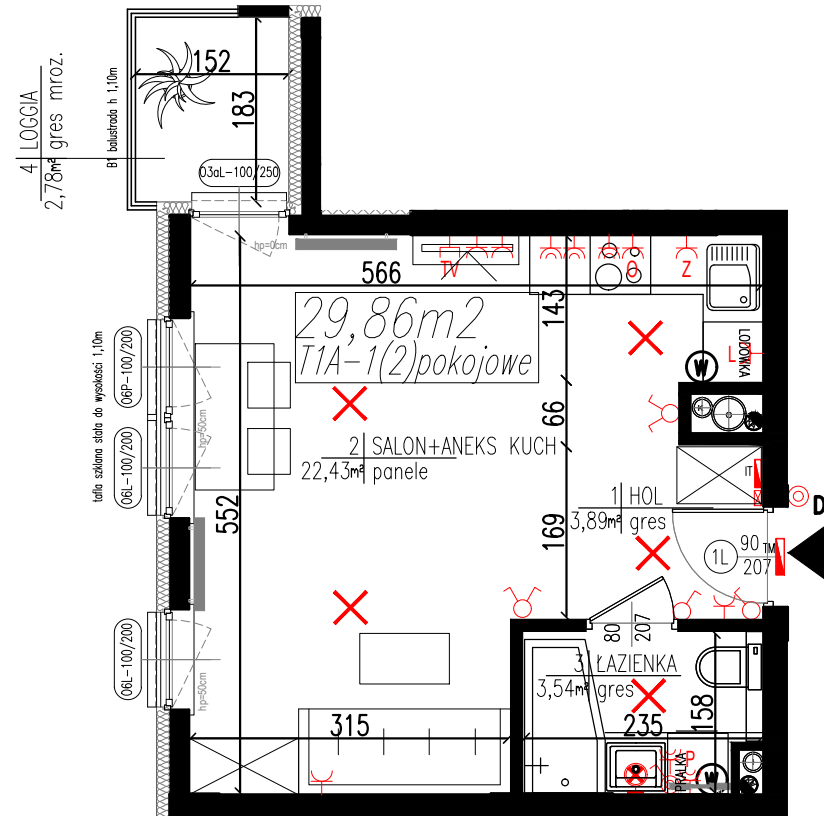 4 LOGGIA
2,78m² gres mroz.
B1 balustrada h 1,10m
152
183
03aL-100/250
hp=0cm
566
TV
O
Z
143
29,86m2
T1A-1(2)pokojowe
LODÓWKA
L
W
06P-100/200
tafla szklana stała do wysokości 1,10m
hp=50cm
06L-100/200
66
2 SALON+ANEKS KUCH
22,43m² panele
552
169
IT
1 HOL
3,89m² gres
D
1L
90
207
TM
80
207
3 ŁAZIENKA
3,54m² gres
06L-100/200
hp=50cm
315
235
158
P
PRALKA
W